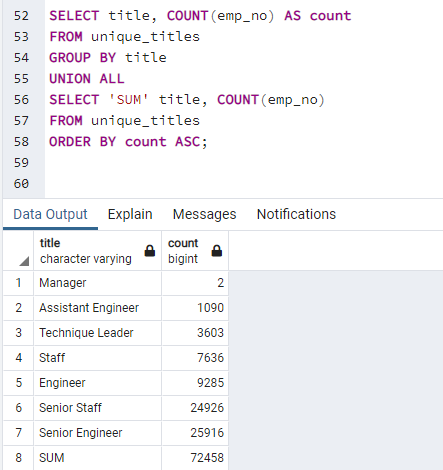 52 SELECT title, COUNT(emp_no) AS count
53 FROM unique_titles
54 GROUP BY title
55 UNION ALL
56 SELECT 'SUM' title, COUNT(emp_no)
57 FROM unique_titles
58 ORDER BY count ASC;
59
60
Data Output Explain Messages Notifications
title count
character varying bigint
1 Manager 2
2 Assistant Engineer 1090
3 Technique Leader 3603
4 Staff 7636
5 Engineer 9285
6 Senior Staff 24926
7 Senior Engineer 25916
8 SUM 72458